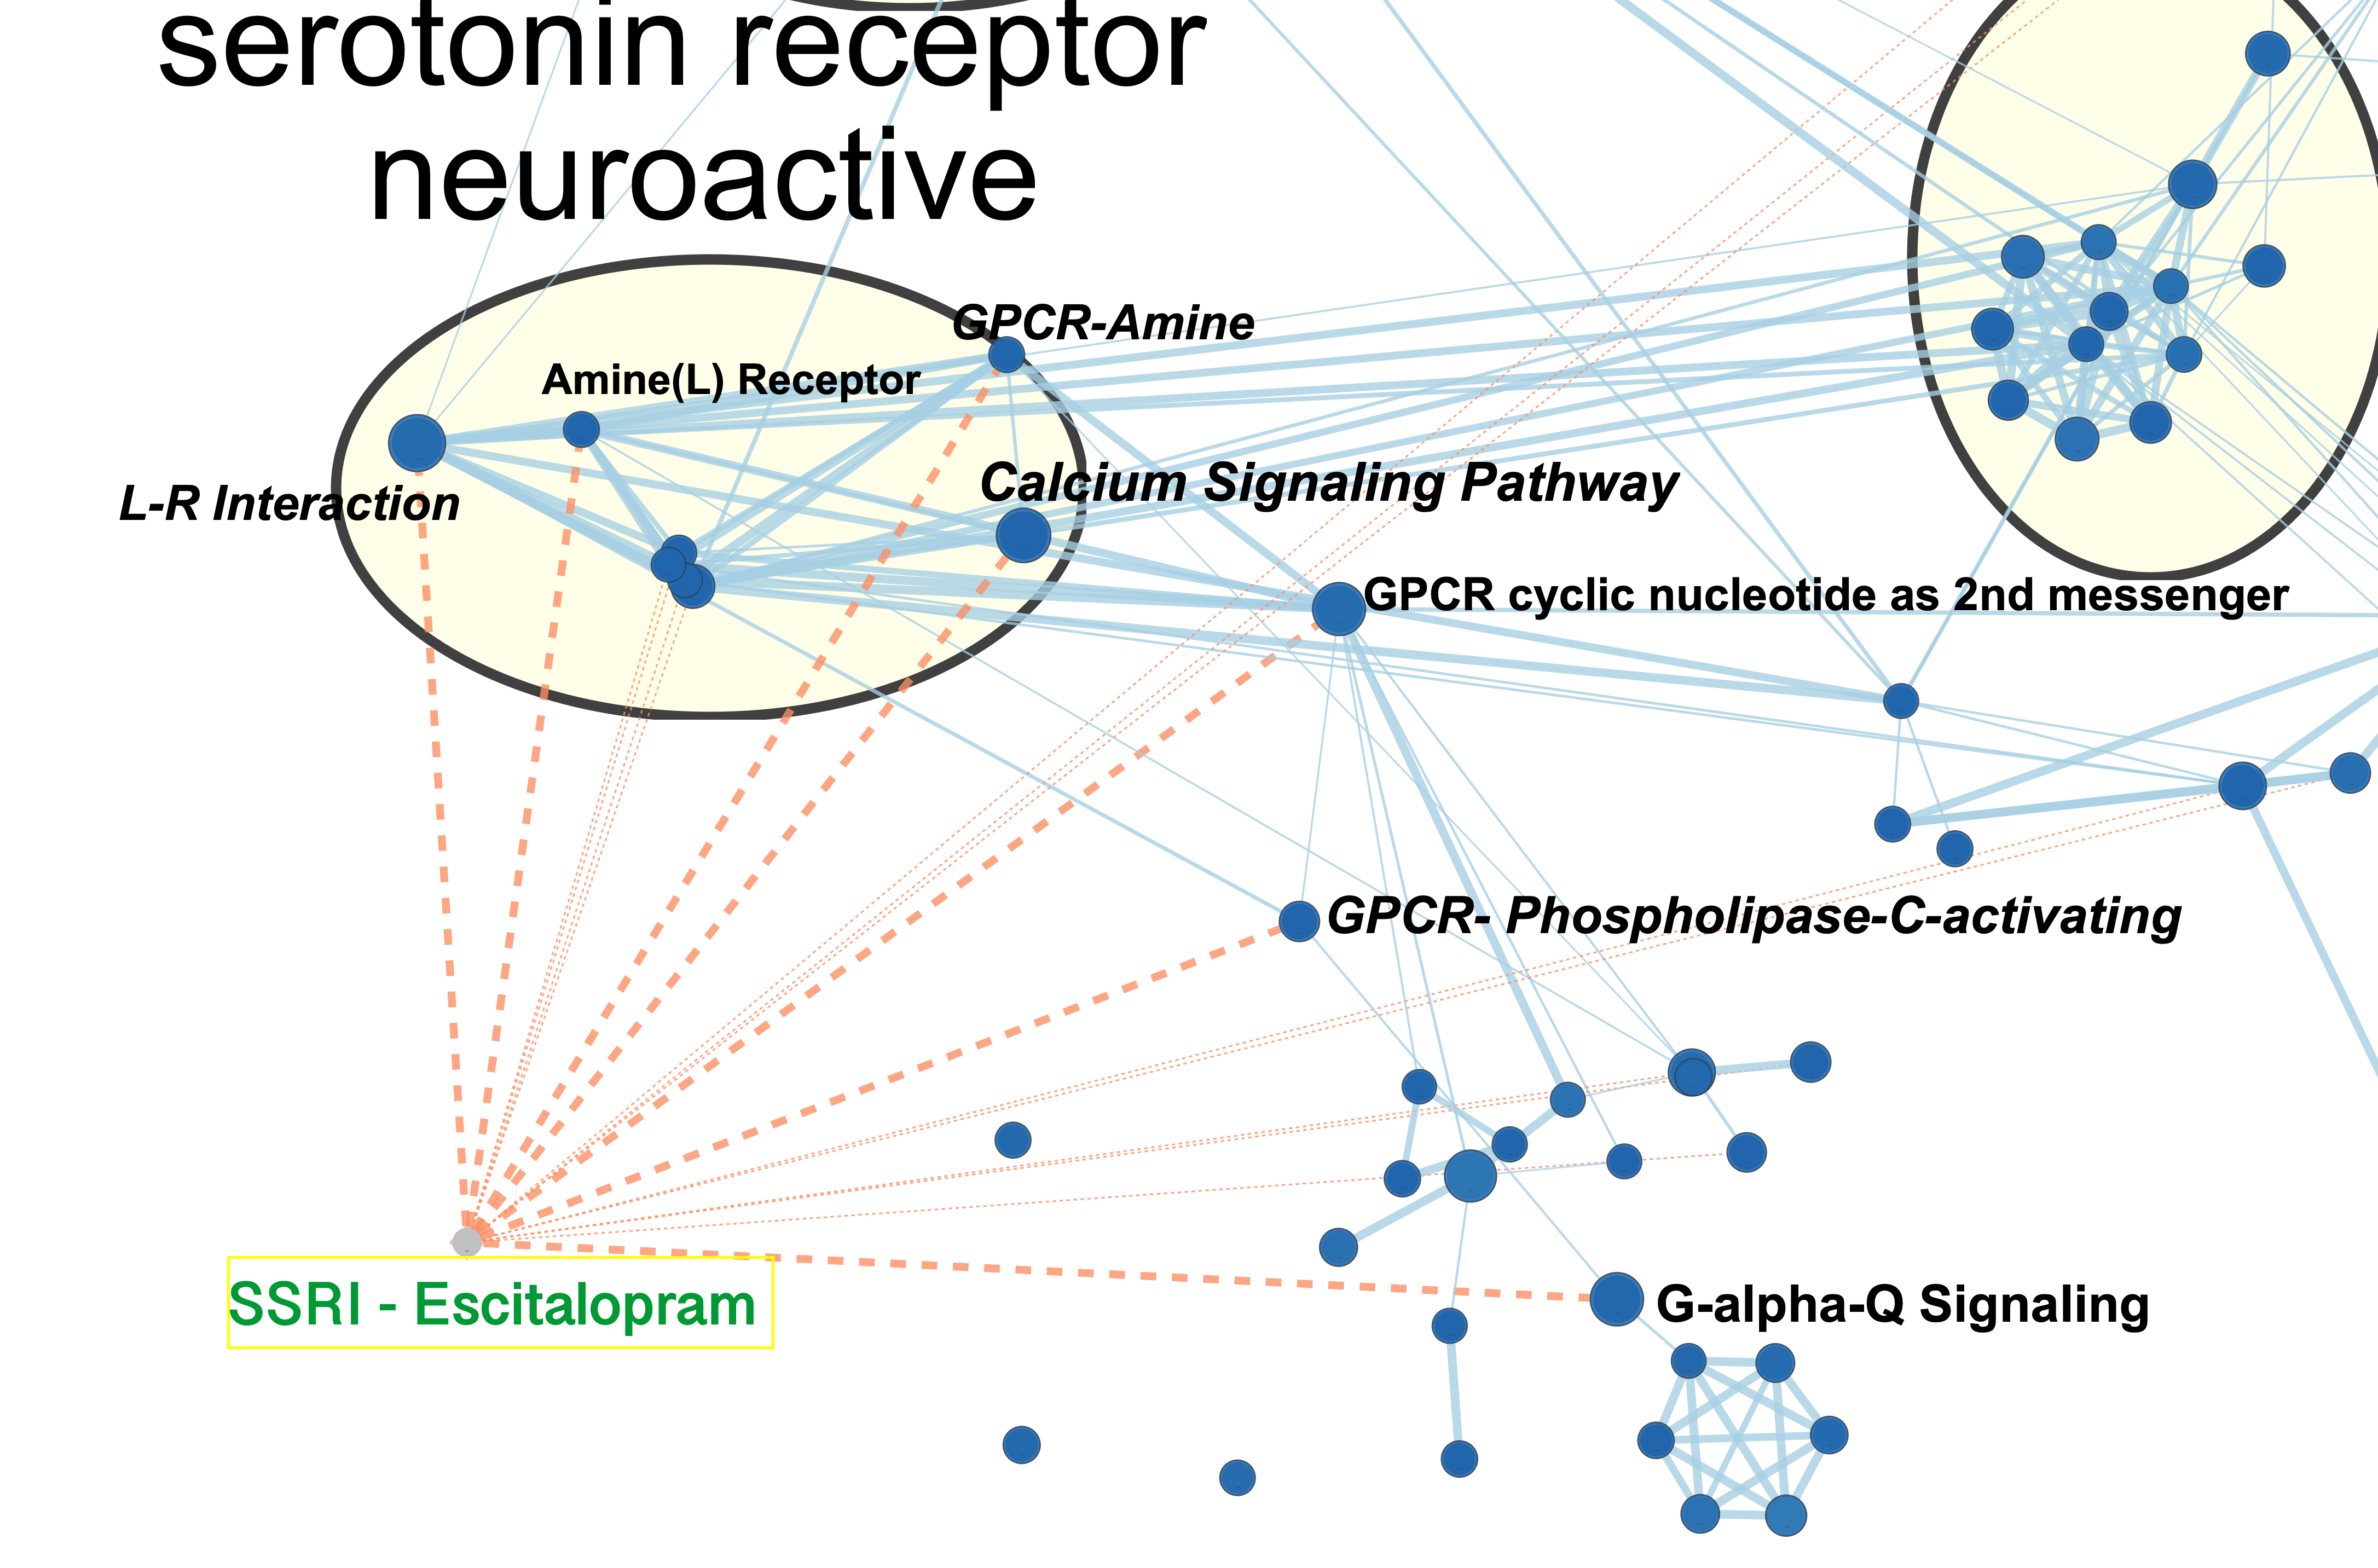 serotonin receptor
neuroactive
GPCR-Amine
Amine(L) Receptor
L-R Interaction
Calcium Signaling Pathway
GPCR cyclic nucleotide as 2nd messenger
GPCR- Phospholipase-C-activating
SSRI - Escitalopram
G-alpha-Q Signaling